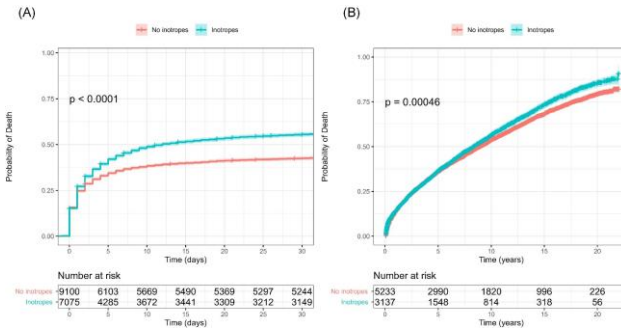 (A)
No inotropes Inotropes
1.00
0.75
0.50
0.25
0.00
Probability of Death
p < 0.0001
0 5 10 15 20 25 30
Time (days)
Number at risk
No inotropes 9100 6103 5669 5490 5369 5297 5244
Inotropes 7075 4285 3672 3441 3309 3212 3149
0 5 10 15 20 25 30
Time (days)
(B)
No inotropes Inotropes
1.00
0.75
0.50
0.25
0.00
Probability of Death
p = 0.00046
0 5 10 15 20
Time (years)
Number at risk
No inotropes 5233 2990 1820 996 226
Inotropes 3137 1548 814 318 56
0 5 10 15 20
Time (years)